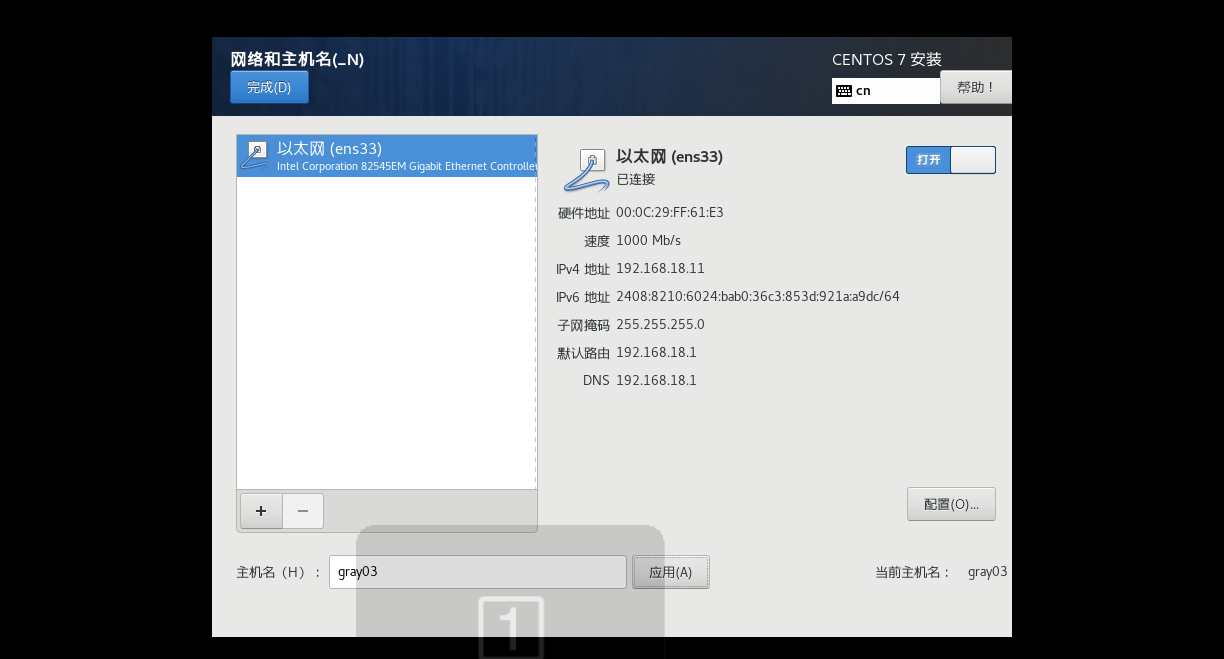 网络和主机名(_N)
CENTOS 7 安装
完成(D)
cn
帮助！
以太网 (ens33)
Intel Corporation 82545EM Gigabit Ethernet Controller
以太网 (ens33)
已连接
打开
硬件地址 00:0C:29:FF:61:E3
速度 1000 Mb/s
IPv4 地址 192.168.18.11
IPv6 地址 2408:8210:6024:bab0:36c3:853d:921a:a9dc/64
子网掩码 255.255.255.0
默认路由 192.168.18.1
DNS 192.168.18.1
+ −
配置(O)...
主机名（H）： gray03
应用(A)
当前主机名： gray03
1